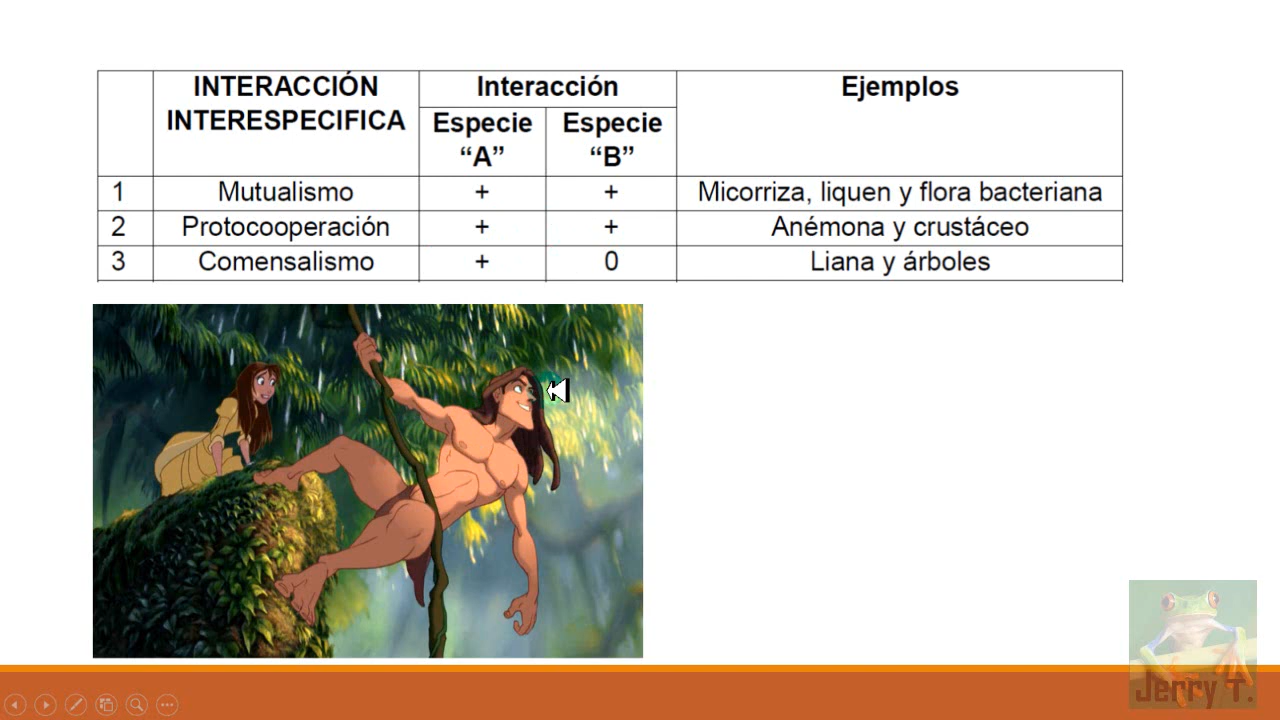 INTERACCIÓN INTERESPECIFICA
Interacción
Ejemplos
Especie “A”
Especie “B”
1 Mutualismo + + Micorriza, liquen y flora bacteriana
2 Protocooperación + + Anémona y crustáceo
3 Comensalismo + 0 Liana y árboles
Jerry T.